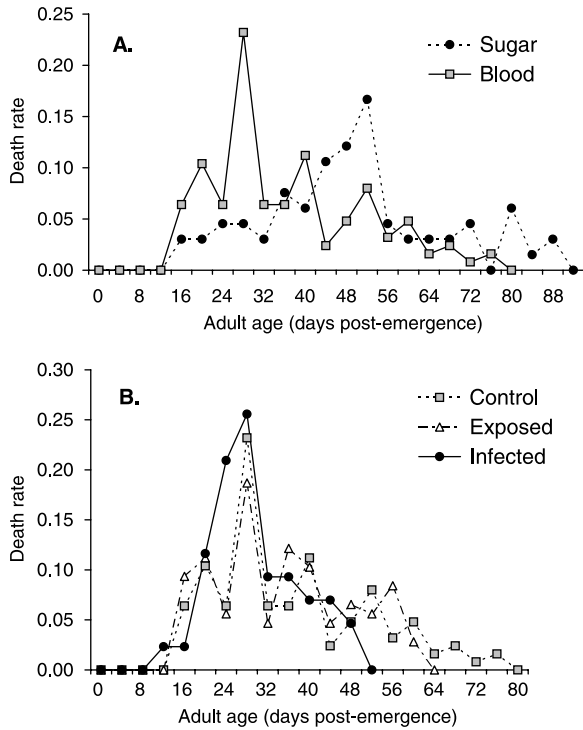 A.
Sugar
Blood
Death rate
0.25
0.20
0.15
0.10
0.05
0.00
0 8 16 24 32 40 48 56 64 72 80 88
Adult age (days post-emergence)
B.
Control
Exposed
Infected
Death rate
0.30
0.25
0.20
0.15
0.10
0.05
0.00
0 8 16 24 32 40 48 56 64 72 80
Adult age (days post-emergence)